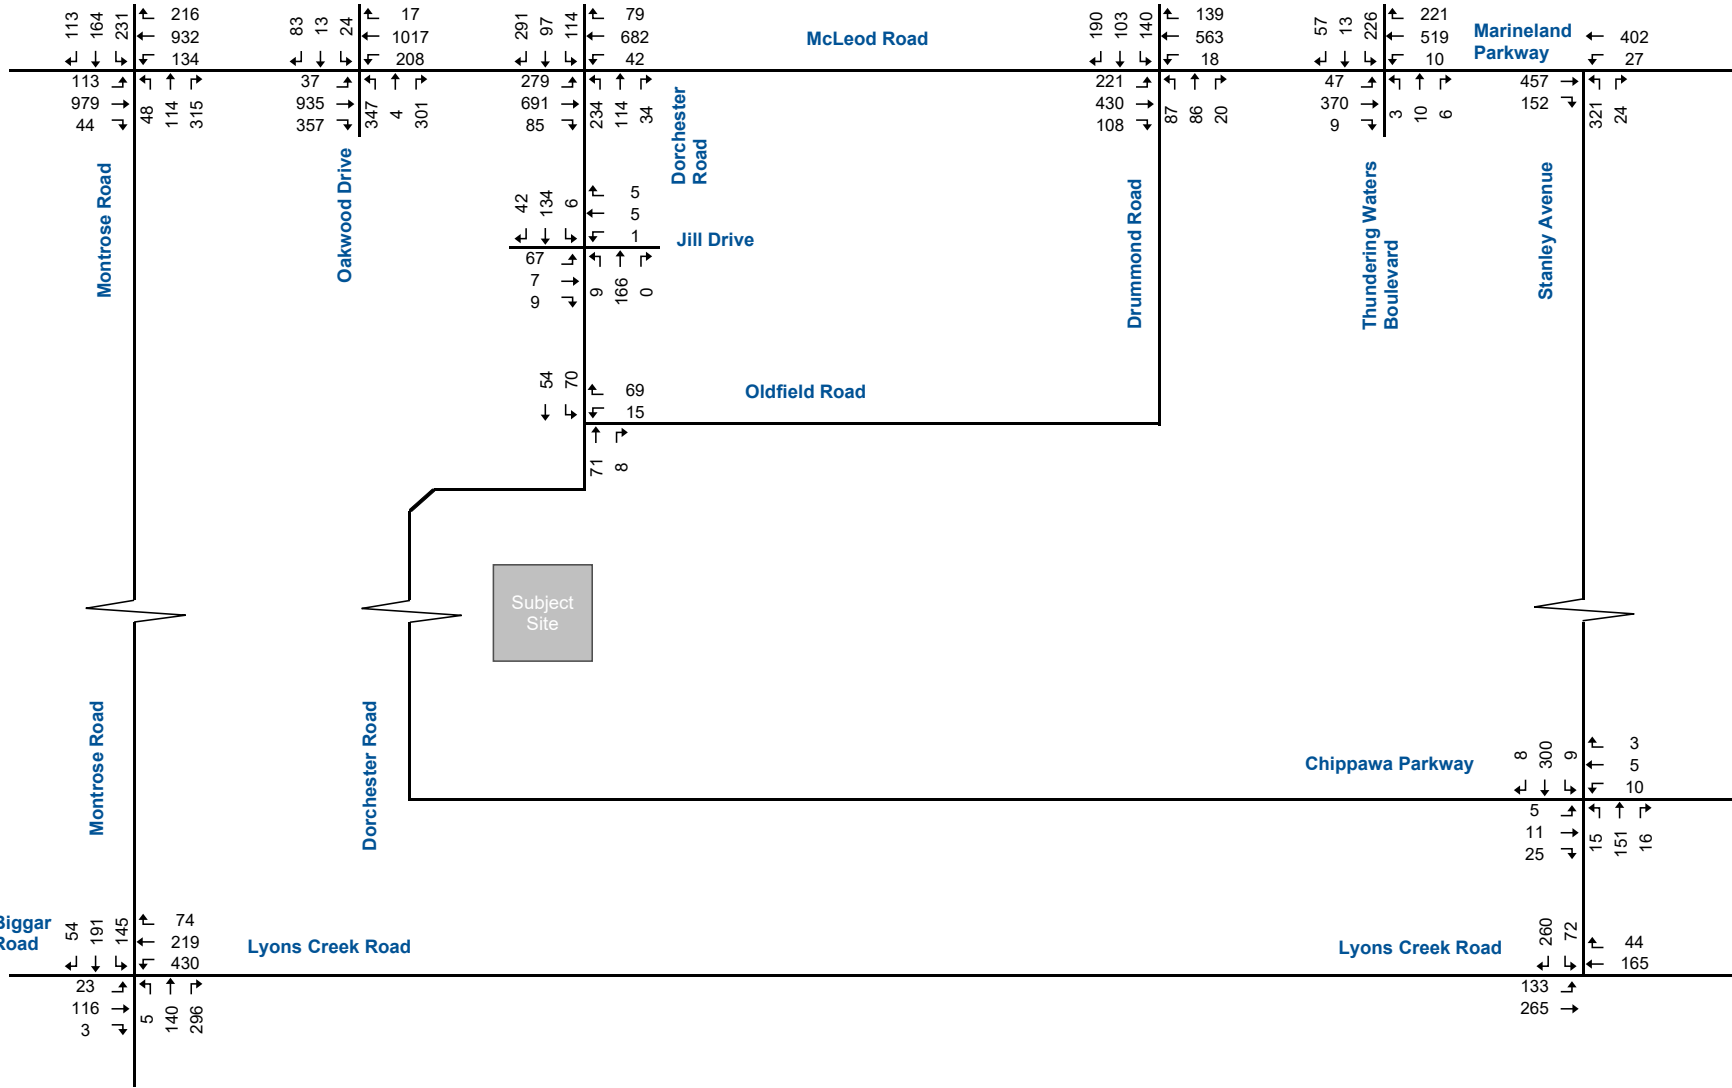 113 164 231 216
932
134
83 13 24 17
1017
208
291 97 114 79
682
42
McLeod Road
190 103 140 139
563
18
57 13 226 221
519
10
Marineland
Parkway
402
27
113
979
44
48 114 315
37
935
357
347 4 301
279
691
85
234 114 34
221
430
108
87 86 20
47
370
9
3 10 6
457
152
321 24
Montrose Road
Oakwood Drive
Dorchester
Road
Drummond Road
Thundering Waters
Boulevard
Stanley Avenue
42 134 6 5
5
1
Jill Drive
67
7
9
9 166 0
54 70 69
15
Oldfield Road
71 8
Subject
Site
Montrose Road
Dorchester Road
Chippawa Parkway
8 300 9 3
5
10
5
11
25
15 151 16
Biggar
Road
54 191 145 74
219
430
Lyons Creek Road
23
116
3
5 140 296
Lyons Creek Road
260 72 44
165
133
265